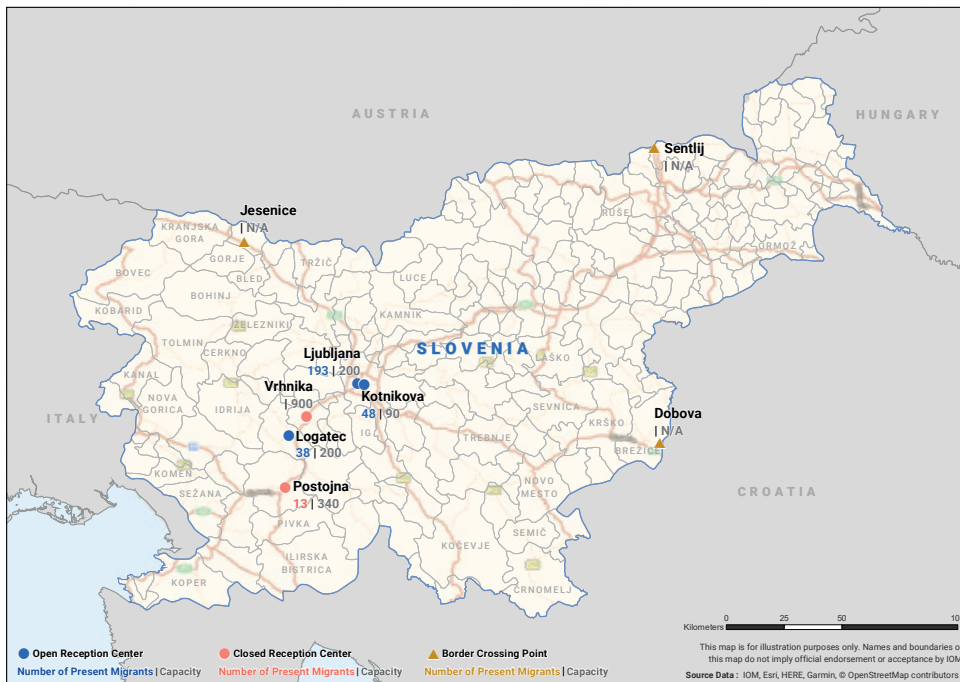 AUSTRIA
HUNGARY
Sentlij
| N/A
RUŠE
Jesenice
| N/A
KRANJSKA
GORA
ORMOŽ
GORJE
TRŽIČ
BOVEC
BLED
LUČE
BOHINJ
KAMNIK
KOBARID
ŽELEZNIKI
TOLMIN
CERKNO
SLOVENIA
Ljubljana
193 | 200
LAŠKO
KANAL
Vrhnika
| 900
Kotnikova
48 | 90
NOVA
GORICA
IDRIJA
SEVNICA
Dobova
| N/A
ITALY
KRŠKO
Logatec
38 | 200
IG
TREBNJE
BREŽICE
KOMEN
Postojna
13 | 340
SEŽANA
NOVO
MESTO
CROATIA
PIVKA
SEMIČ
KOČEVJE
ILIRSKA
BISTRICA
KOPER
ČRNOMELJ
0 25 50 10
Kilometers
Open Reception Center
Number of Present Migrants | Capacity
Closed Reception Center
Number of Present Migrants | Capacity
Border Crossing Point
Number of Present Migrants | Capacity
This map is for illustration purposes only. Names and boundaries o
this map do not imply official endorsement or acceptance by IOM
Source Data : IOM, Esri, HERE, Garmin, © OpenStreetMap contributors